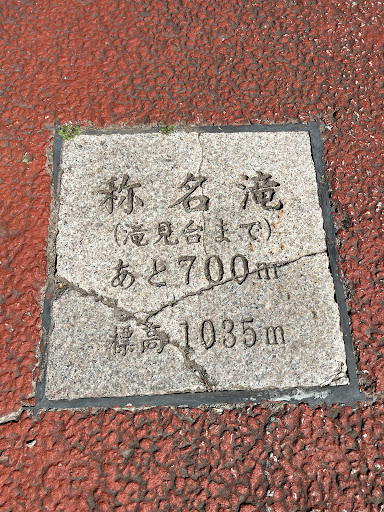 称名滝
(滝見台まで)
あと700m
標高1035m